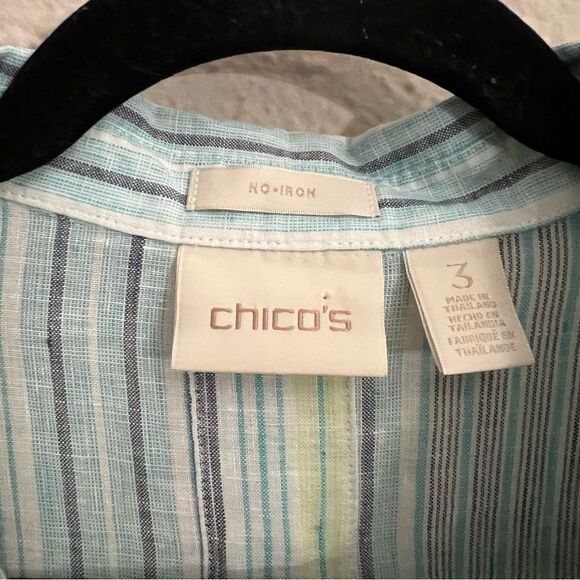 NO-IRON
chico's
3
MADE IN
THAILAND
HECHO EN
TAILANDIA
FABRIQUÉ EN
THAÏLANDE